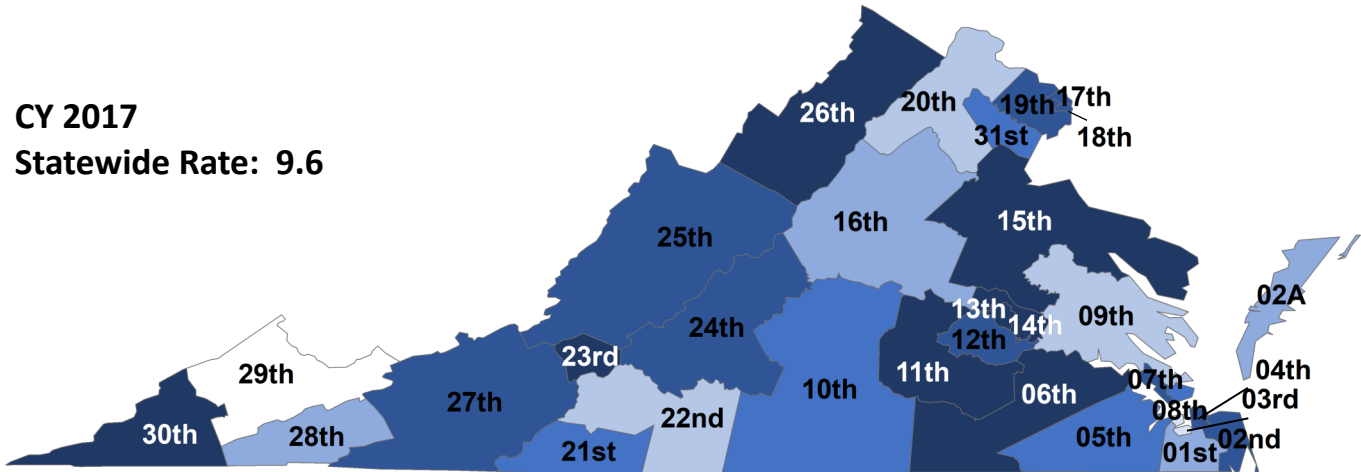 CY 2017
Statewide Rate: 9.6
26th
20th
19th
17th
18th
31st
16th
15th
25th
02A
13th
14th
09th
24th
12th
23rd
29th
11th
04th
07th
10th
06th
03rd
27th
08th
22nd
30th
28th
05th
02nd
21st
01st